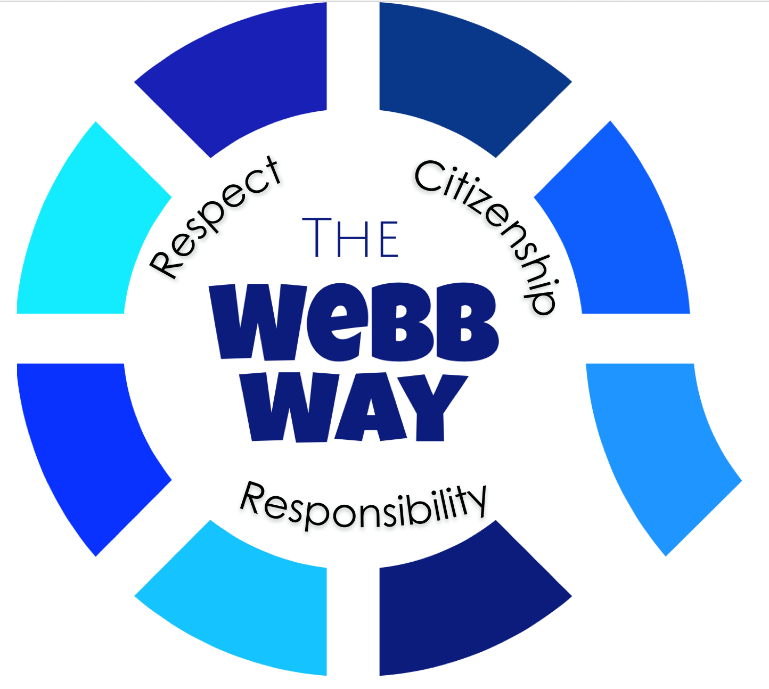 Respect
Citizenship
THE
WeBB
WAY
Responsibility